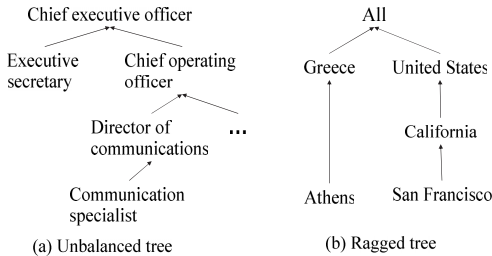 Chief executive officer
Executive
secretary
Chief operating
officer
Director of
communications
...
Communication
specialist
(a) Unbalanced tree
All
Greece
United States
California
Athens
San Francisco
(b) Ragged tree